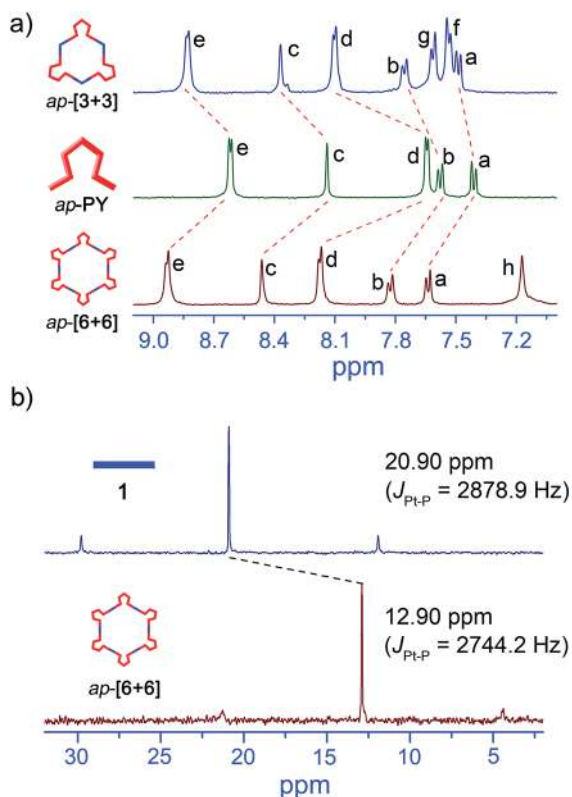 a)
ap-[3+3]
e
c
d
b
g
f
a
ap-PY
e
c
d
b
a
ap-[6+6]
e
c
d
b
a
h
9.0 8.7 8.4 8.1 7.8 7.5 7.2
ppm
b)
1
20.90 ppm
(J Pt-P = 2878.9 Hz)
ap-[6+6]
12.90 ppm
(J Pt-P = 2744.2 Hz)
30 25 20 15 10 5
ppm